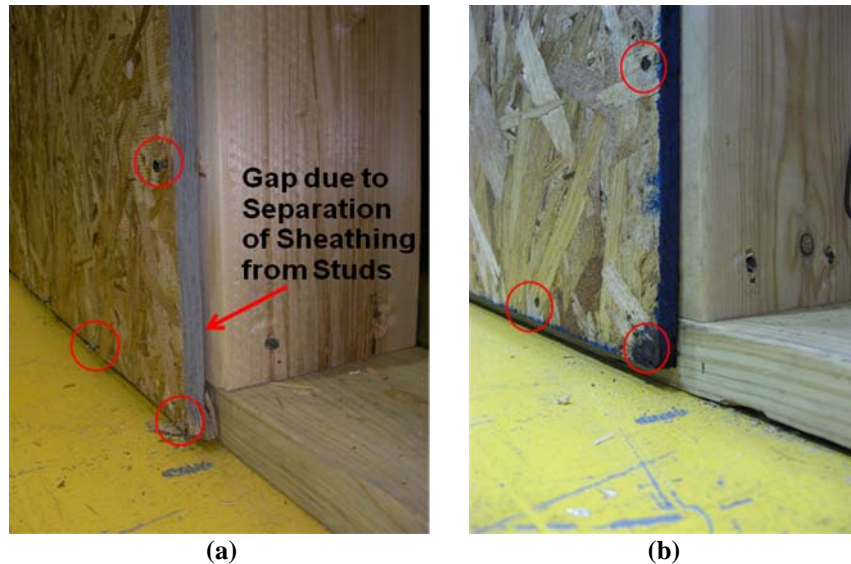 Gap due to
Separation
of Sheathing
from Studs
(a)
(b)